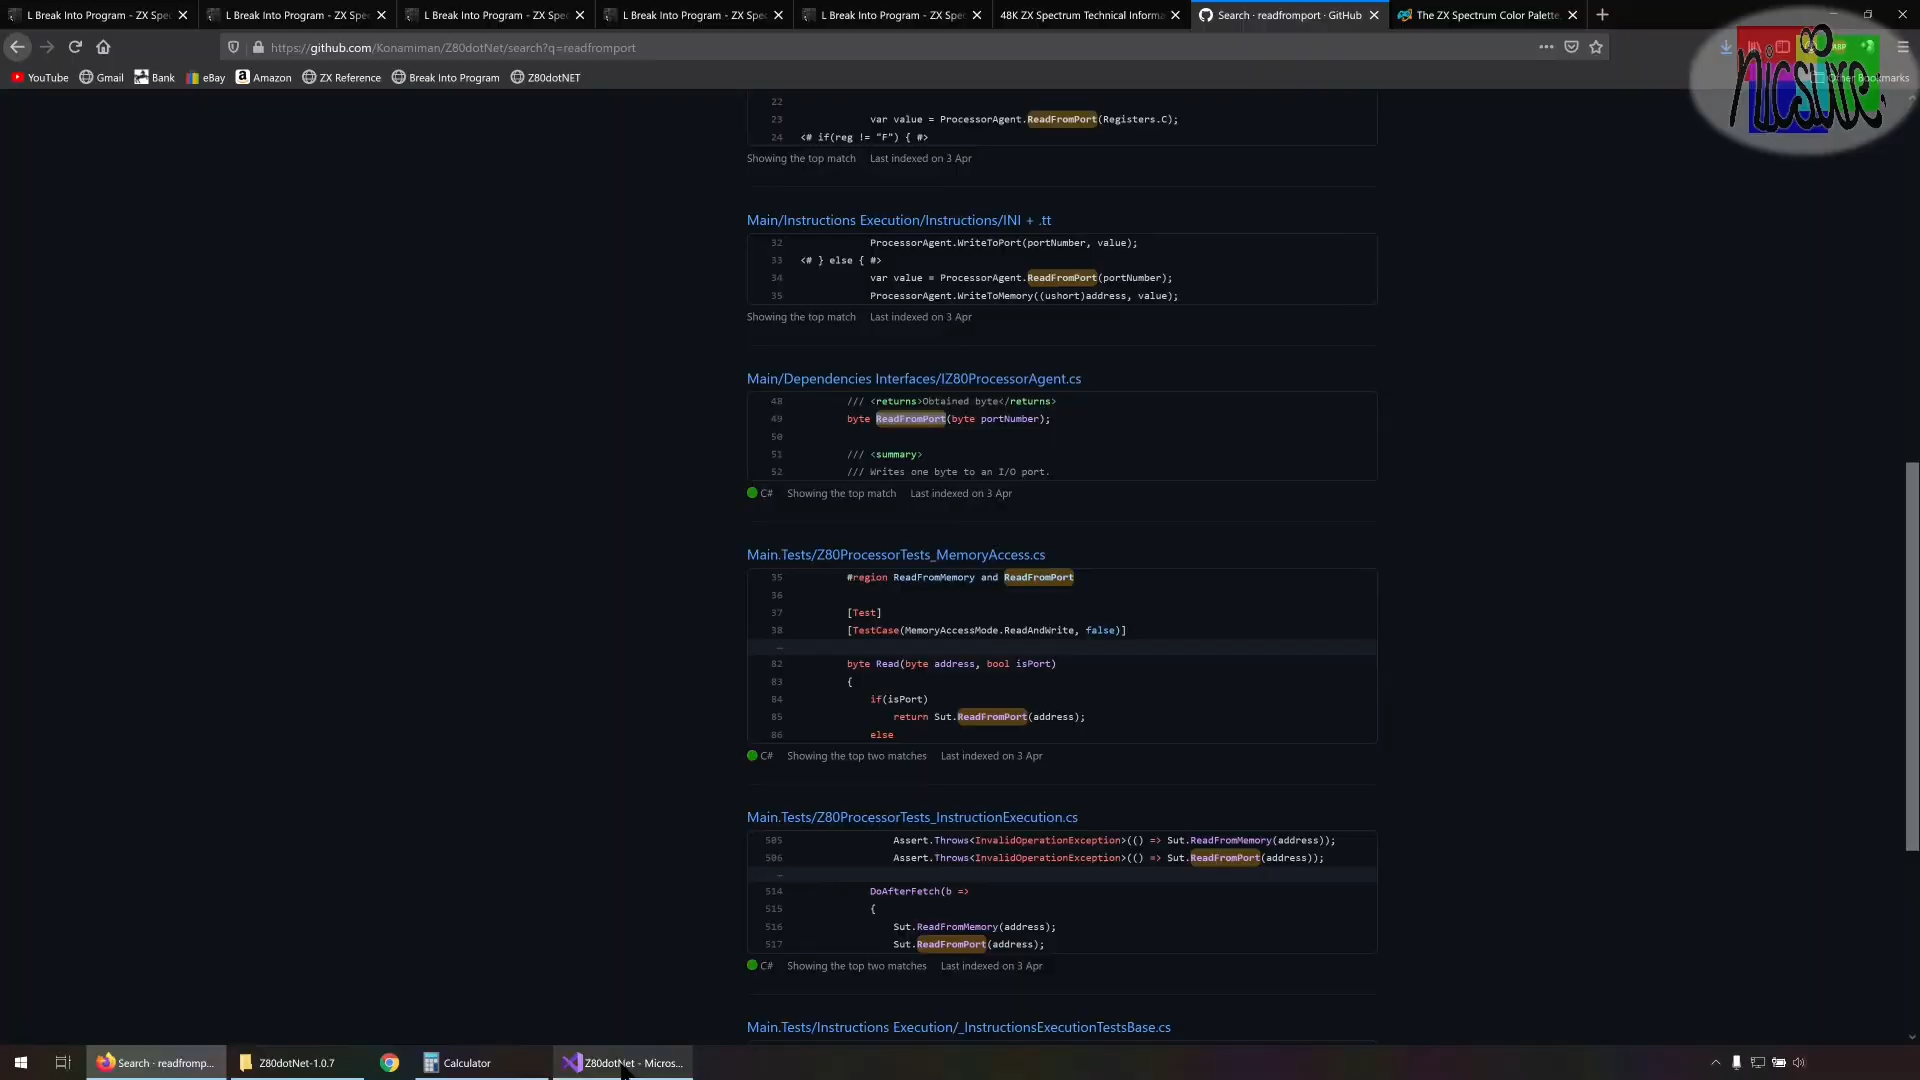 L Break Into Program - ZX Spe
L Break Into Program - ZX Spec
L Break Into Program - ZX Spec
L Break Into Program - ZX Spec
L Break Into Program - ZX Spec
48K ZX Spectrum Technical Informa
Search · readfromport · GitHub
The ZX Spectrum Color Palette
https://github.com/Konamiman/Z80dotNet/search?q=readfromport
YouTube
Gmail
Bank
eBay
Amazon
ZX Reference
Break Into Program
Z80dotNET
Other Bookmarks
nicsure
22
23 var value = ProcessorAgent.ReadFromPort(Registers.C);
24 <# if(reg != "F") { #>
Showing the top match Last indexed on 3 Apr
Main/Instructions Execution/Instructions/INI + .tt
32 ProcessorAgent.WriteToPort(portNumber, value);
33 <# } else { #>
34 var value = ProcessorAgent.ReadFromPort(portNumber);
35 ProcessorAgent.WriteToMemory((ushort)address, value);
Showing the top match Last indexed on 3 Apr
Main/Dependencies Interfaces/IZ80ProcessorAgent.cs
48 /// <returns>Obtained byte</returns>
49 byte ReadFromPort(byte portNumber);
50
51 /// <summary>
52 /// Writes one byte to an I/O port.
C# Showing the top match Last indexed on 3 Apr
Main.Tests/Z80ProcessorTests_MemoryAccess.cs
35 #region ReadFromMemory and ReadFromPort
36
37 [Test]
38 [TestCase(MemoryAccessMode.ReadAndWrite, false)]
82 byte Read(byte address, bool isPort)
83 {
84 if(isPort)
85 return Sut.ReadFromPort(address);
86 else
C# Showing the top two matches Last indexed on 3 Apr
Main.Tests/Z80ProcessorTests_InstructionExecution.cs
505 Assert.Throws<InvalidOperationException>(() => Sut.ReadFromMemory(address));
506 Assert.Throws<InvalidOperationException>(() => Sut.ReadFromPort(address));
514 DoAfterFetch(b =>
515 {
516 Sut.ReadFromMemory(address);
517 Sut.ReadFromPort(address);
C# Showing the top two matches Last indexed on 3 Apr
Main.Tests/Instructions Execution/_InstructionsExecutionTestsBase.cs
Search · readfromp...
Z80dotNet-1.0.7
Calculator
Z80dotNet - Micros...